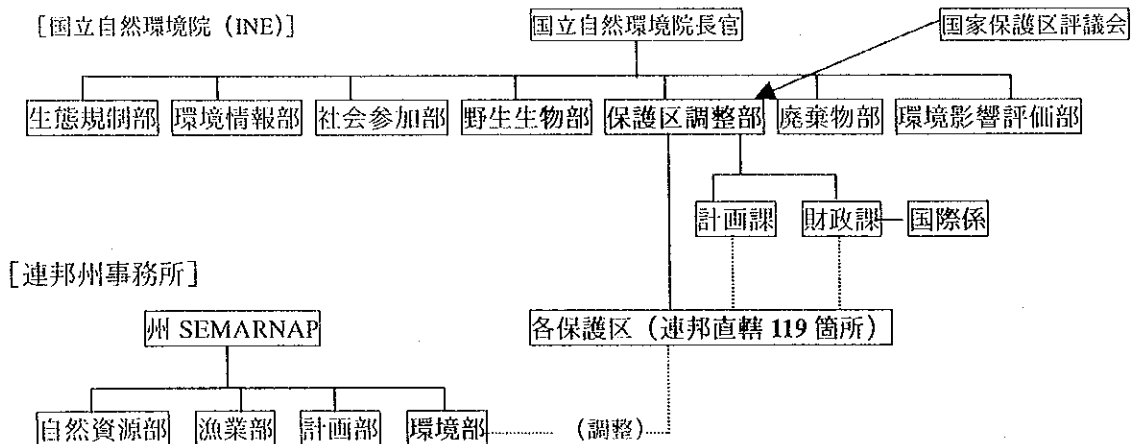 [国立自然環境院（INE）]
国立自然環境院長官
国家保護区評議会
生態規制部 環境情報部 社会参加部 野生生物部 保護区調整部 廃棄物部 環境影響評価部
計画課 財政課 国際係
[連邦州事務所]
州 SEMARNAP
各保護区（連邦直轄 119 箇所）
自然資源部 漁業部 計画部 環境部 （調整）